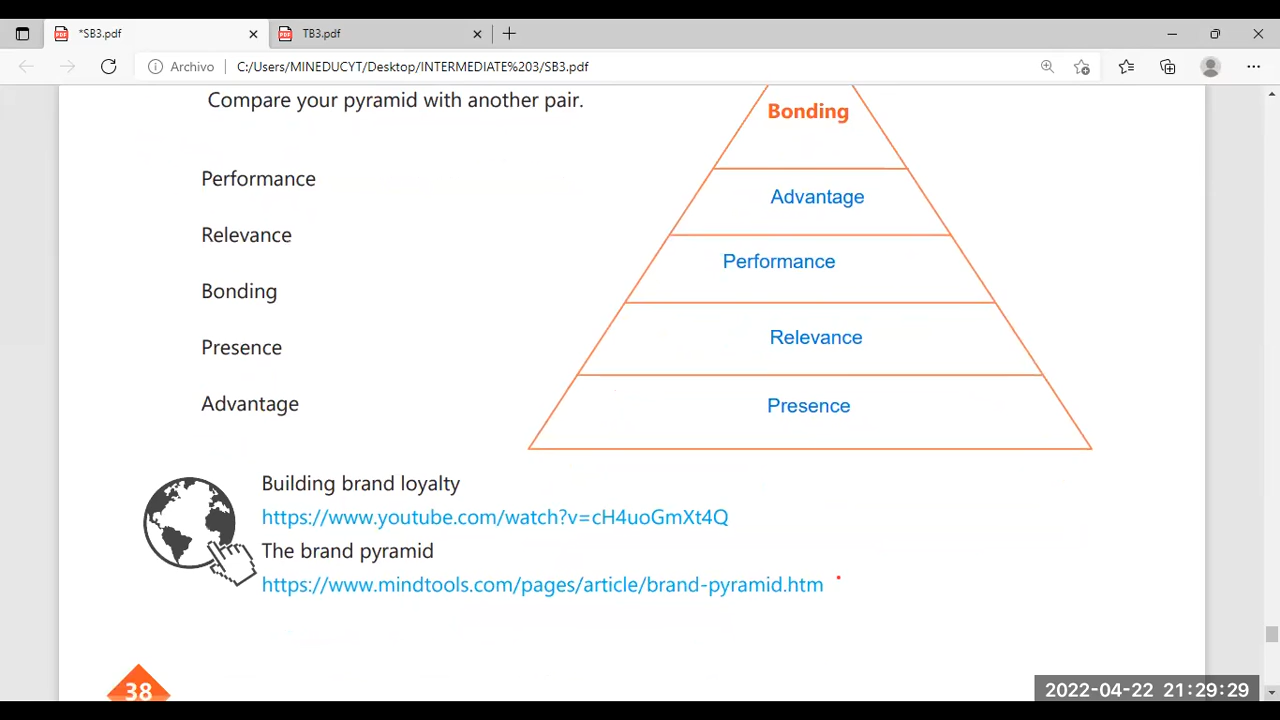 *SB3.pdf
TB3.pdf
Archivo
C:/Users/MINEDUCYT/Desktop/INTERMEDIATE%203/SB3.pdf
Compare your pyramid with another pair.
Performance
Relevance
Bonding
Presence
Advantage
Bonding
Advantage
Performance
Relevance
Presence
Building brand loyalty
https://www.youtube.com/watch?v=cH4uoGmXt4Q
The brand pyramid
https://www.mindtools.com/pages/article/brand-pyramid.htm
38
2022-04-22 21:29:29